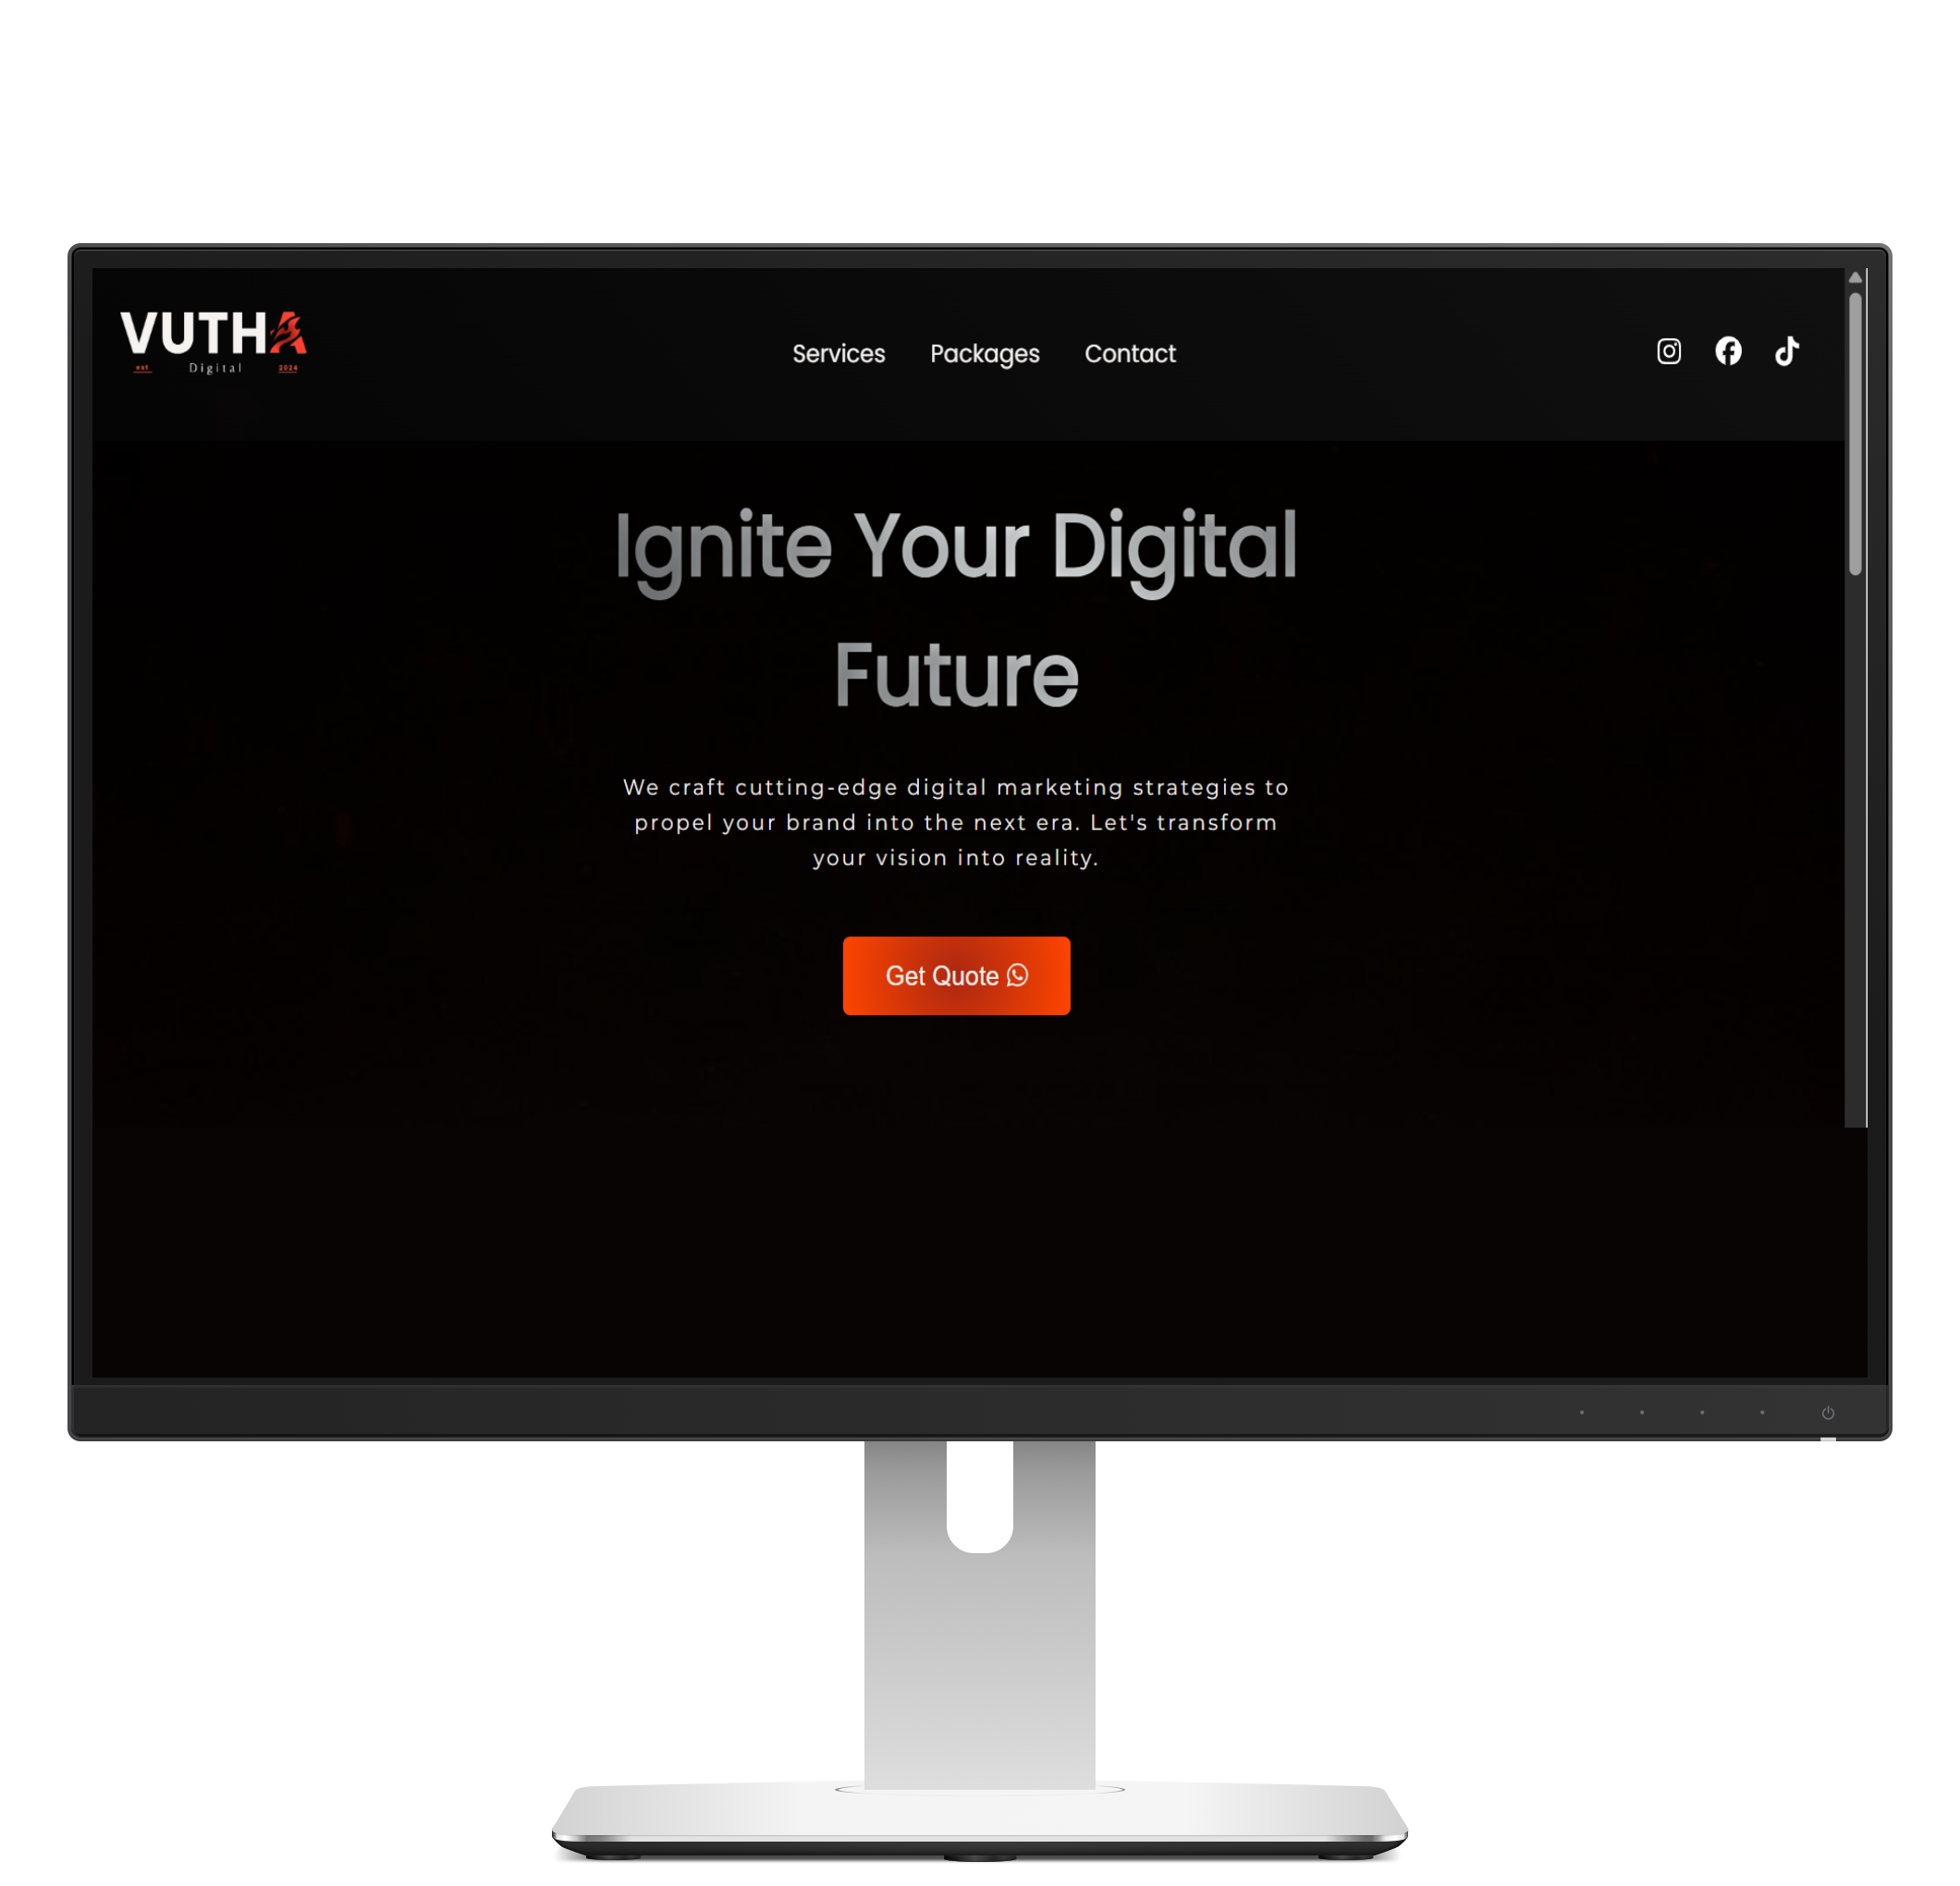 VUTHA
est Digital 2024
Services Packages Contact
Ignite Your Digital
Future
We craft cutting-edge digital marketing strategies to
propel your brand into the next era. Let's transform
your vision into reality.
Get Quote